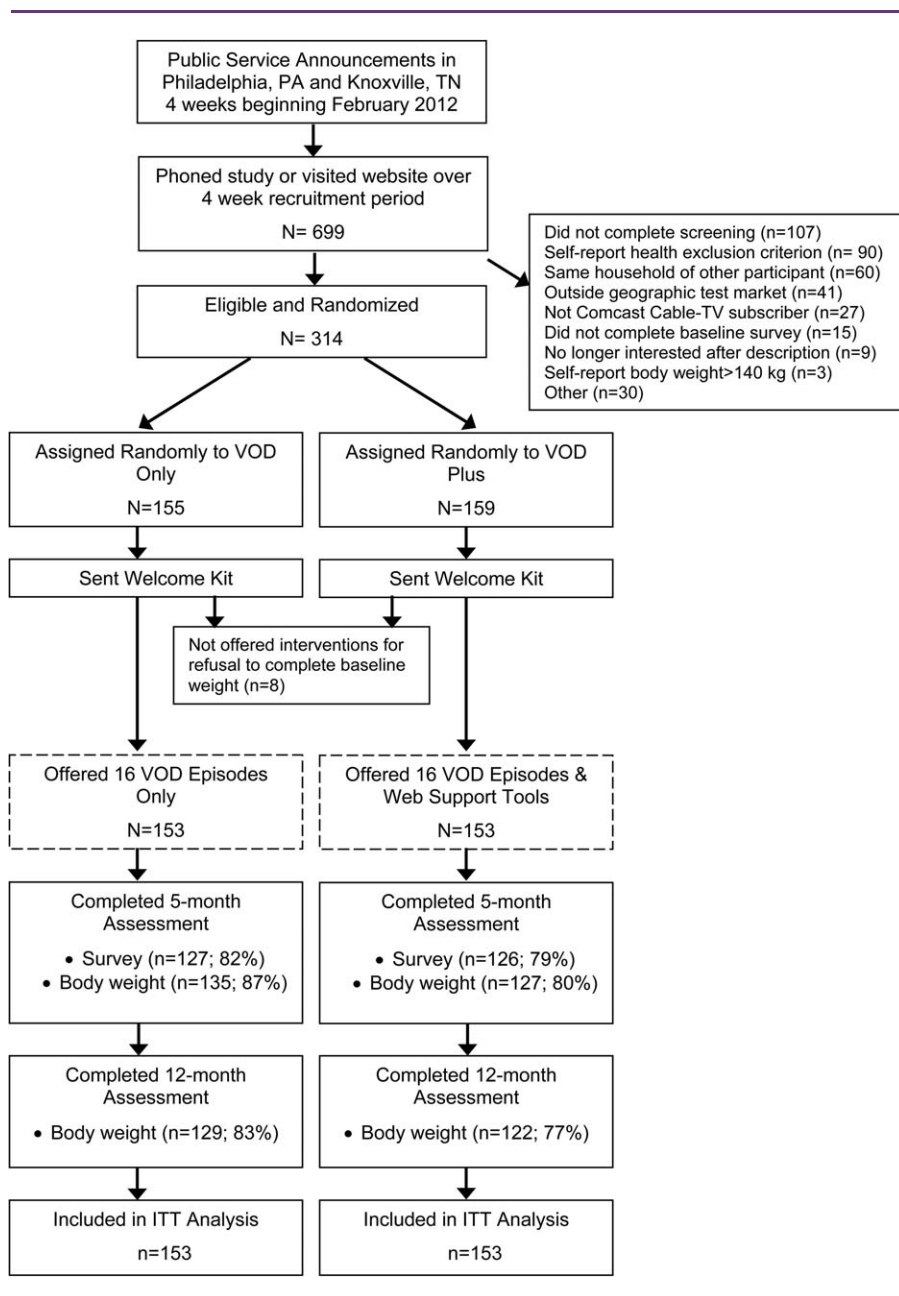 Public Service Announcements in
Philadelphia, PA and Knoxville, TN
4 weeks beginning February 2012
Phoned study or visited website over
4 week recruitment period
N= 699
Did not complete screening (n=107)
Self-report health exclusion criterion (n= 90)
Same household of other participant (n=60)
Outside geographic test market (n=41)
Not Comcast Cable-TV subscriber (n=27)
Did not complete baseline survey (n=15)
No longer interested after description (n=9)
Self-report body weight>140 kg (n=3)
Other (n=30)
Eligible and Randomized
N= 314
Assigned Randomly to VOD
Only
N=155
Assigned Randomly to VOD
Plus
N=159
Sent Welcome Kit
Sent Welcome Kit
Not offered interventions for
refusal to complete baseline
weight (n=8)
Offered 16 VOD Episodes
Only
N=153
Offered 16 VOD Episodes &
Web Support Tools
N=153
Completed 5-month
Assessment
• Survey (n=127; 82%)
• Body weight (n=135; 87%)
Completed 5-month
Assessment
• Survey (n=126; 79%)
• Body weight (n=127; 80%)
Completed 12-month
Assessment
• Body weight (n=129; 83%)
Completed 12-month
Assessment
• Body weight (n=122; 77%)
Included in ITT Analysis
n=153
Included in ITT Analysis
n=153